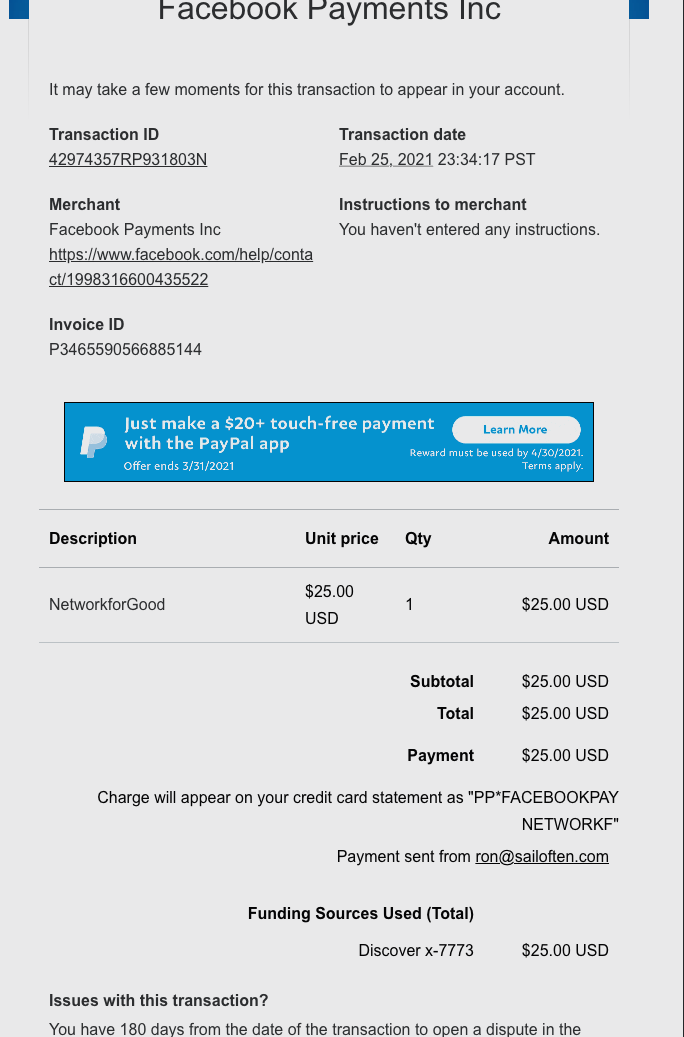 Facebook Payments Inc
It may take a few moments for this transaction to appear in your account.
Transaction ID
42974357RP931803N
Transaction date
Feb 25, 2021 23:34:17 PST
Merchant
Facebook Payments Inc
https://www.facebook.com/help/conta
ct/1998316600435522
Instructions to merchant
You haven't entered any instructions.
Invoice ID
P3465590566885144
Just make a $20+ touch-free payment
with the PayPal app
Offer ends 3/31/2021
Learn More
Reward must be used by 4/30/2021.
Terms apply.
Description Unit price Qty Amount
NetworkforGood $25.00 USD 1 $25.00 USD
Subtotal $25.00 USD
Total $25.00 USD
Payment $25.00 USD
Charge will appear on your credit card statement as "PP*FACEBOOKPAY
NETWORKF"
Payment sent from ron@sailoften.com
Funding Sources Used (Total)
Discover x-7773 $25.00 USD
Issues with this transaction?
You have 180 days from the date of the transaction to open a dispute in the